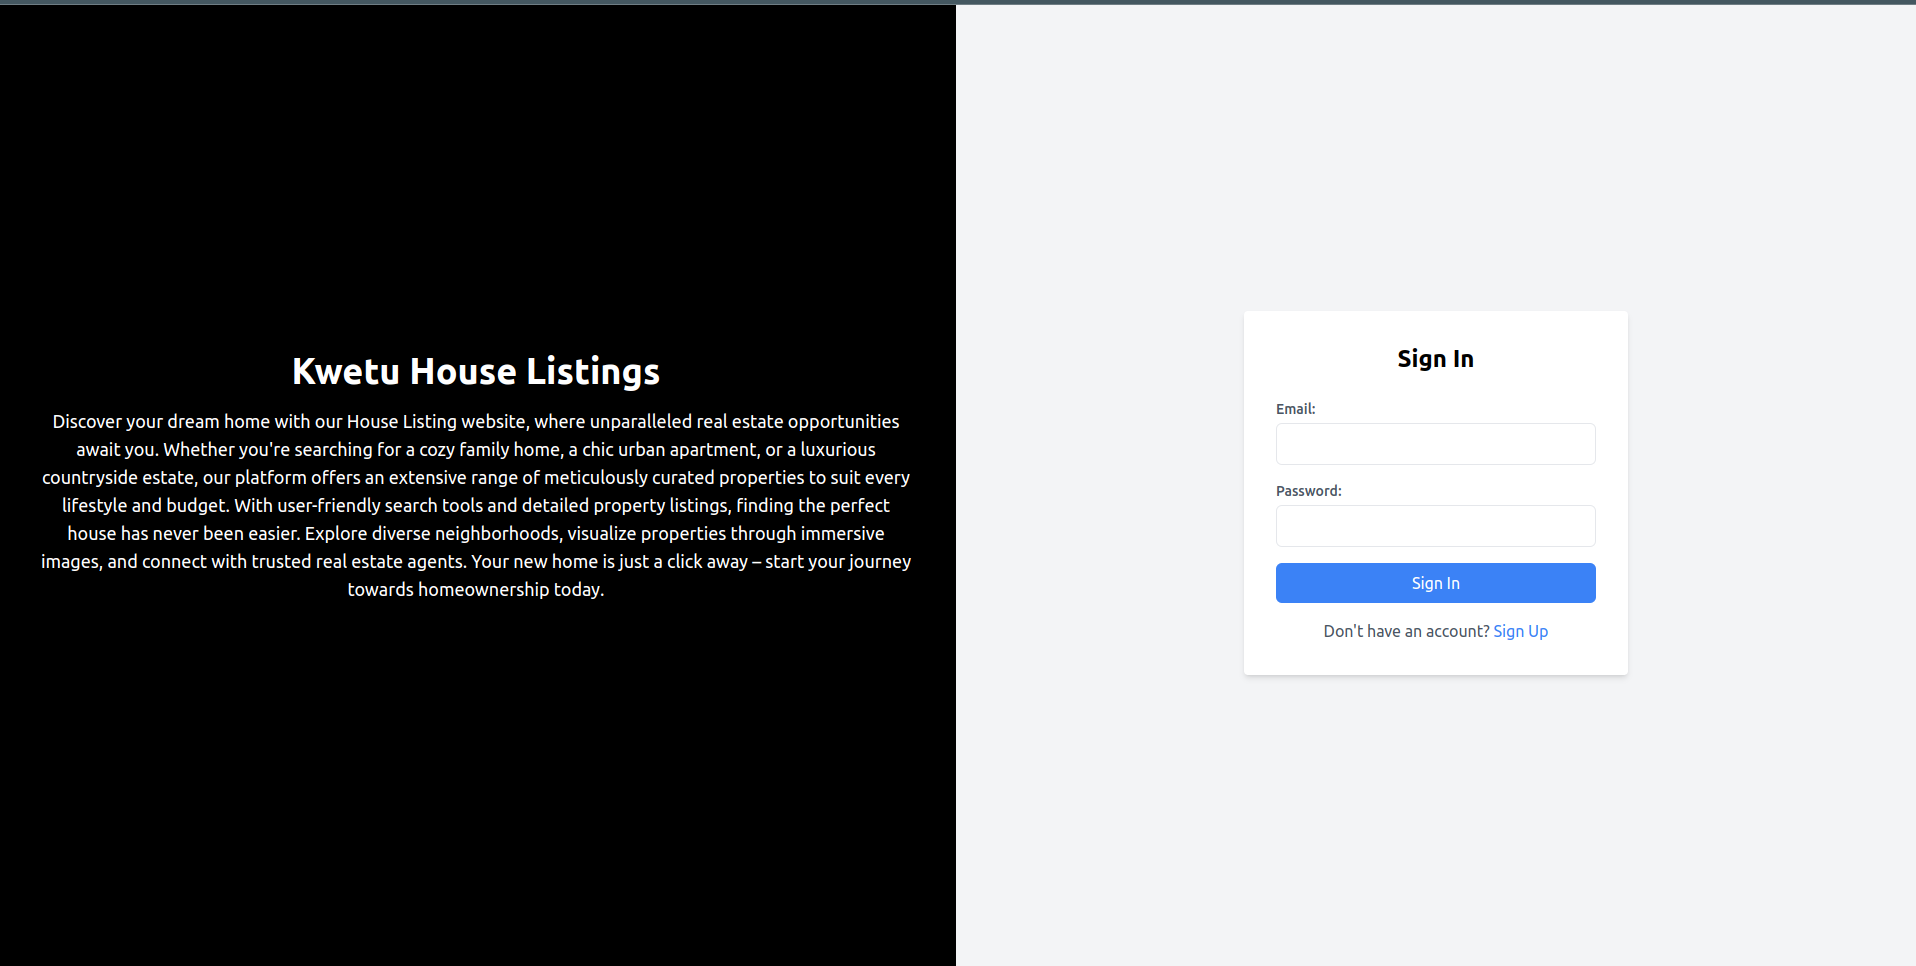 Kwetu House Listings
Discover your dream home with our House Listing website, where unparalleled real estate opportunities
await you. Whether you're searching for a cozy family home, a chic urban apartment, or a luxurious
countryside estate, our platform offers an extensive range of meticulously curated properties to suit every
lifestyle and budget. With user-friendly search tools and detailed property listings, finding the perfect
house has never been easier. Explore diverse neighborhoods, visualize properties through immersive
images, and connect with trusted real estate agents. Your new home is just a click away – start your journey
towards homeownership today.
Sign In
Email:
Password:
Sign In
Don't have an account? Sign Up